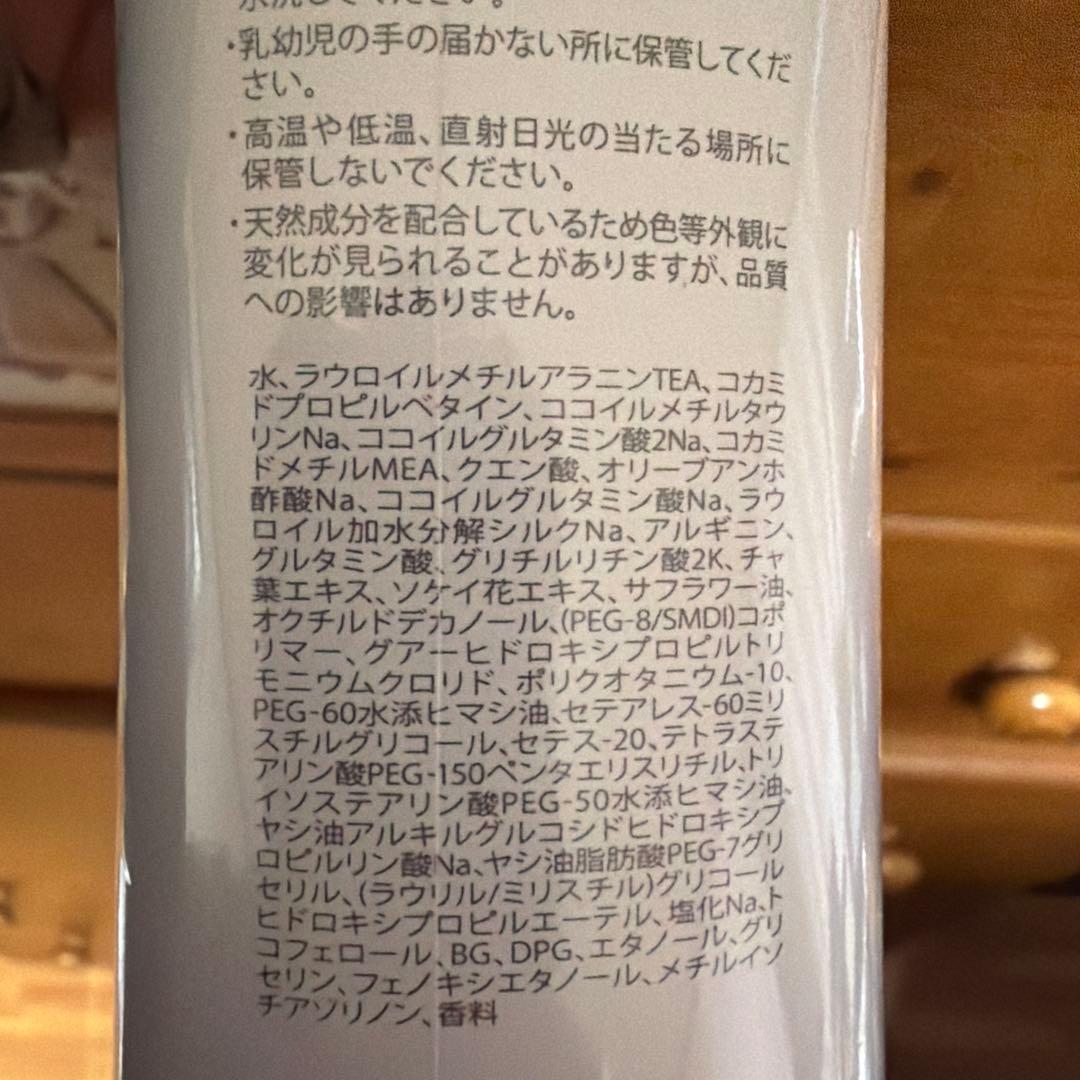 水洗してください。
・乳幼児の手の届かない所に保管してくだ
さい。
・高温や低温、直射日光の当たる場所に
保管しないでください。
・天然成分を配合しているため色等外観に
変化が見られることがありますが、品質
への影響はありません。
水、ラウロイルメチルアラニンTEA、コカミ
ドプロピルベタイン、ココイルメチルタウ
リンNa、ココイルグルタミン酸2Na、コカミ
ドメチルMEA、クエン酸、オリーブアンホ
酢酸Na、ココイルグルタミン酸Na、ラウ
ロイル加水分解シルクNa、アルギニン、
グルタミン酸、グリチルリチン酸2K、チャ
葉エキス、ソケイ花エキス、サフラワー油、
オクチルドデカノール、(PEG-8/SMDI)コポ
リマー、グアーヒドロキシプロピルトリ
モニウムクロリド、ポリクオタニウム-10、
PEG-60水添ヒマシ油、セテアレス-60ミリ
スチルグリコール、セテス-20、テトラステ
アリン酸PEG-150ペンタエリスリチル、トリ
イソステアリン酸PEG-50水添ヒマシ油、
ヤシ油アルキルグルコシドヒドロキシプ
ロピルリン酸Na、ヤシ油脂肪酸PEG-7グリ
セリル、(ラウリル/ミリスチル)グリコール
ヒドロキシプロピルエーテル、塩化Na、ト
コフェロール、BG、DPG、エタノール、グリ
セリン、フェノキシエタノール、メチルイソ
チアゾリノン、香料